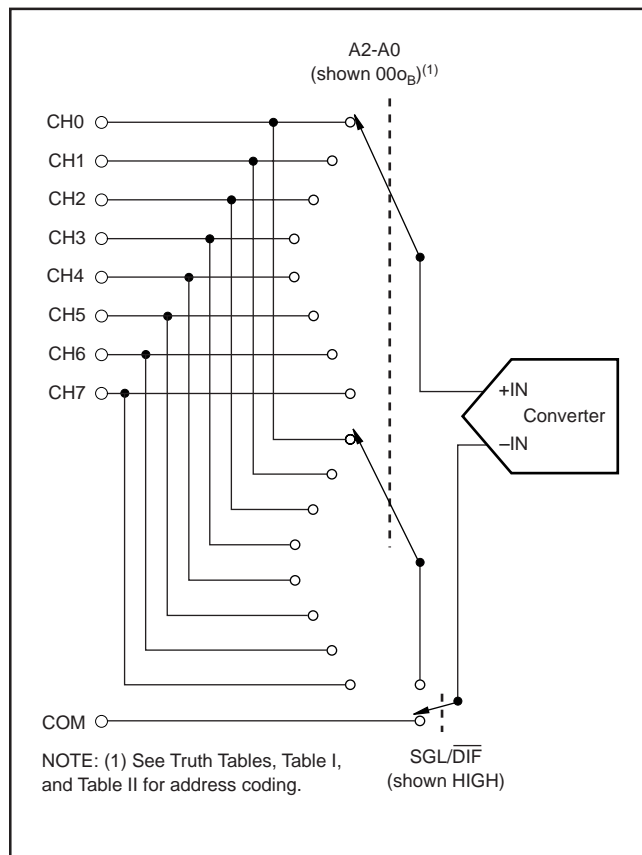 A2-A0
(shown 00oB)(1)
CH0
CH1
CH2
CH3
CH4
CH5
CH6
CH7
+IN
Converter
–IN
COM
SGL/DIF
(shown HIGH)
NOTE: (1) See Truth Tables, Table I,
and Table II for address coding.